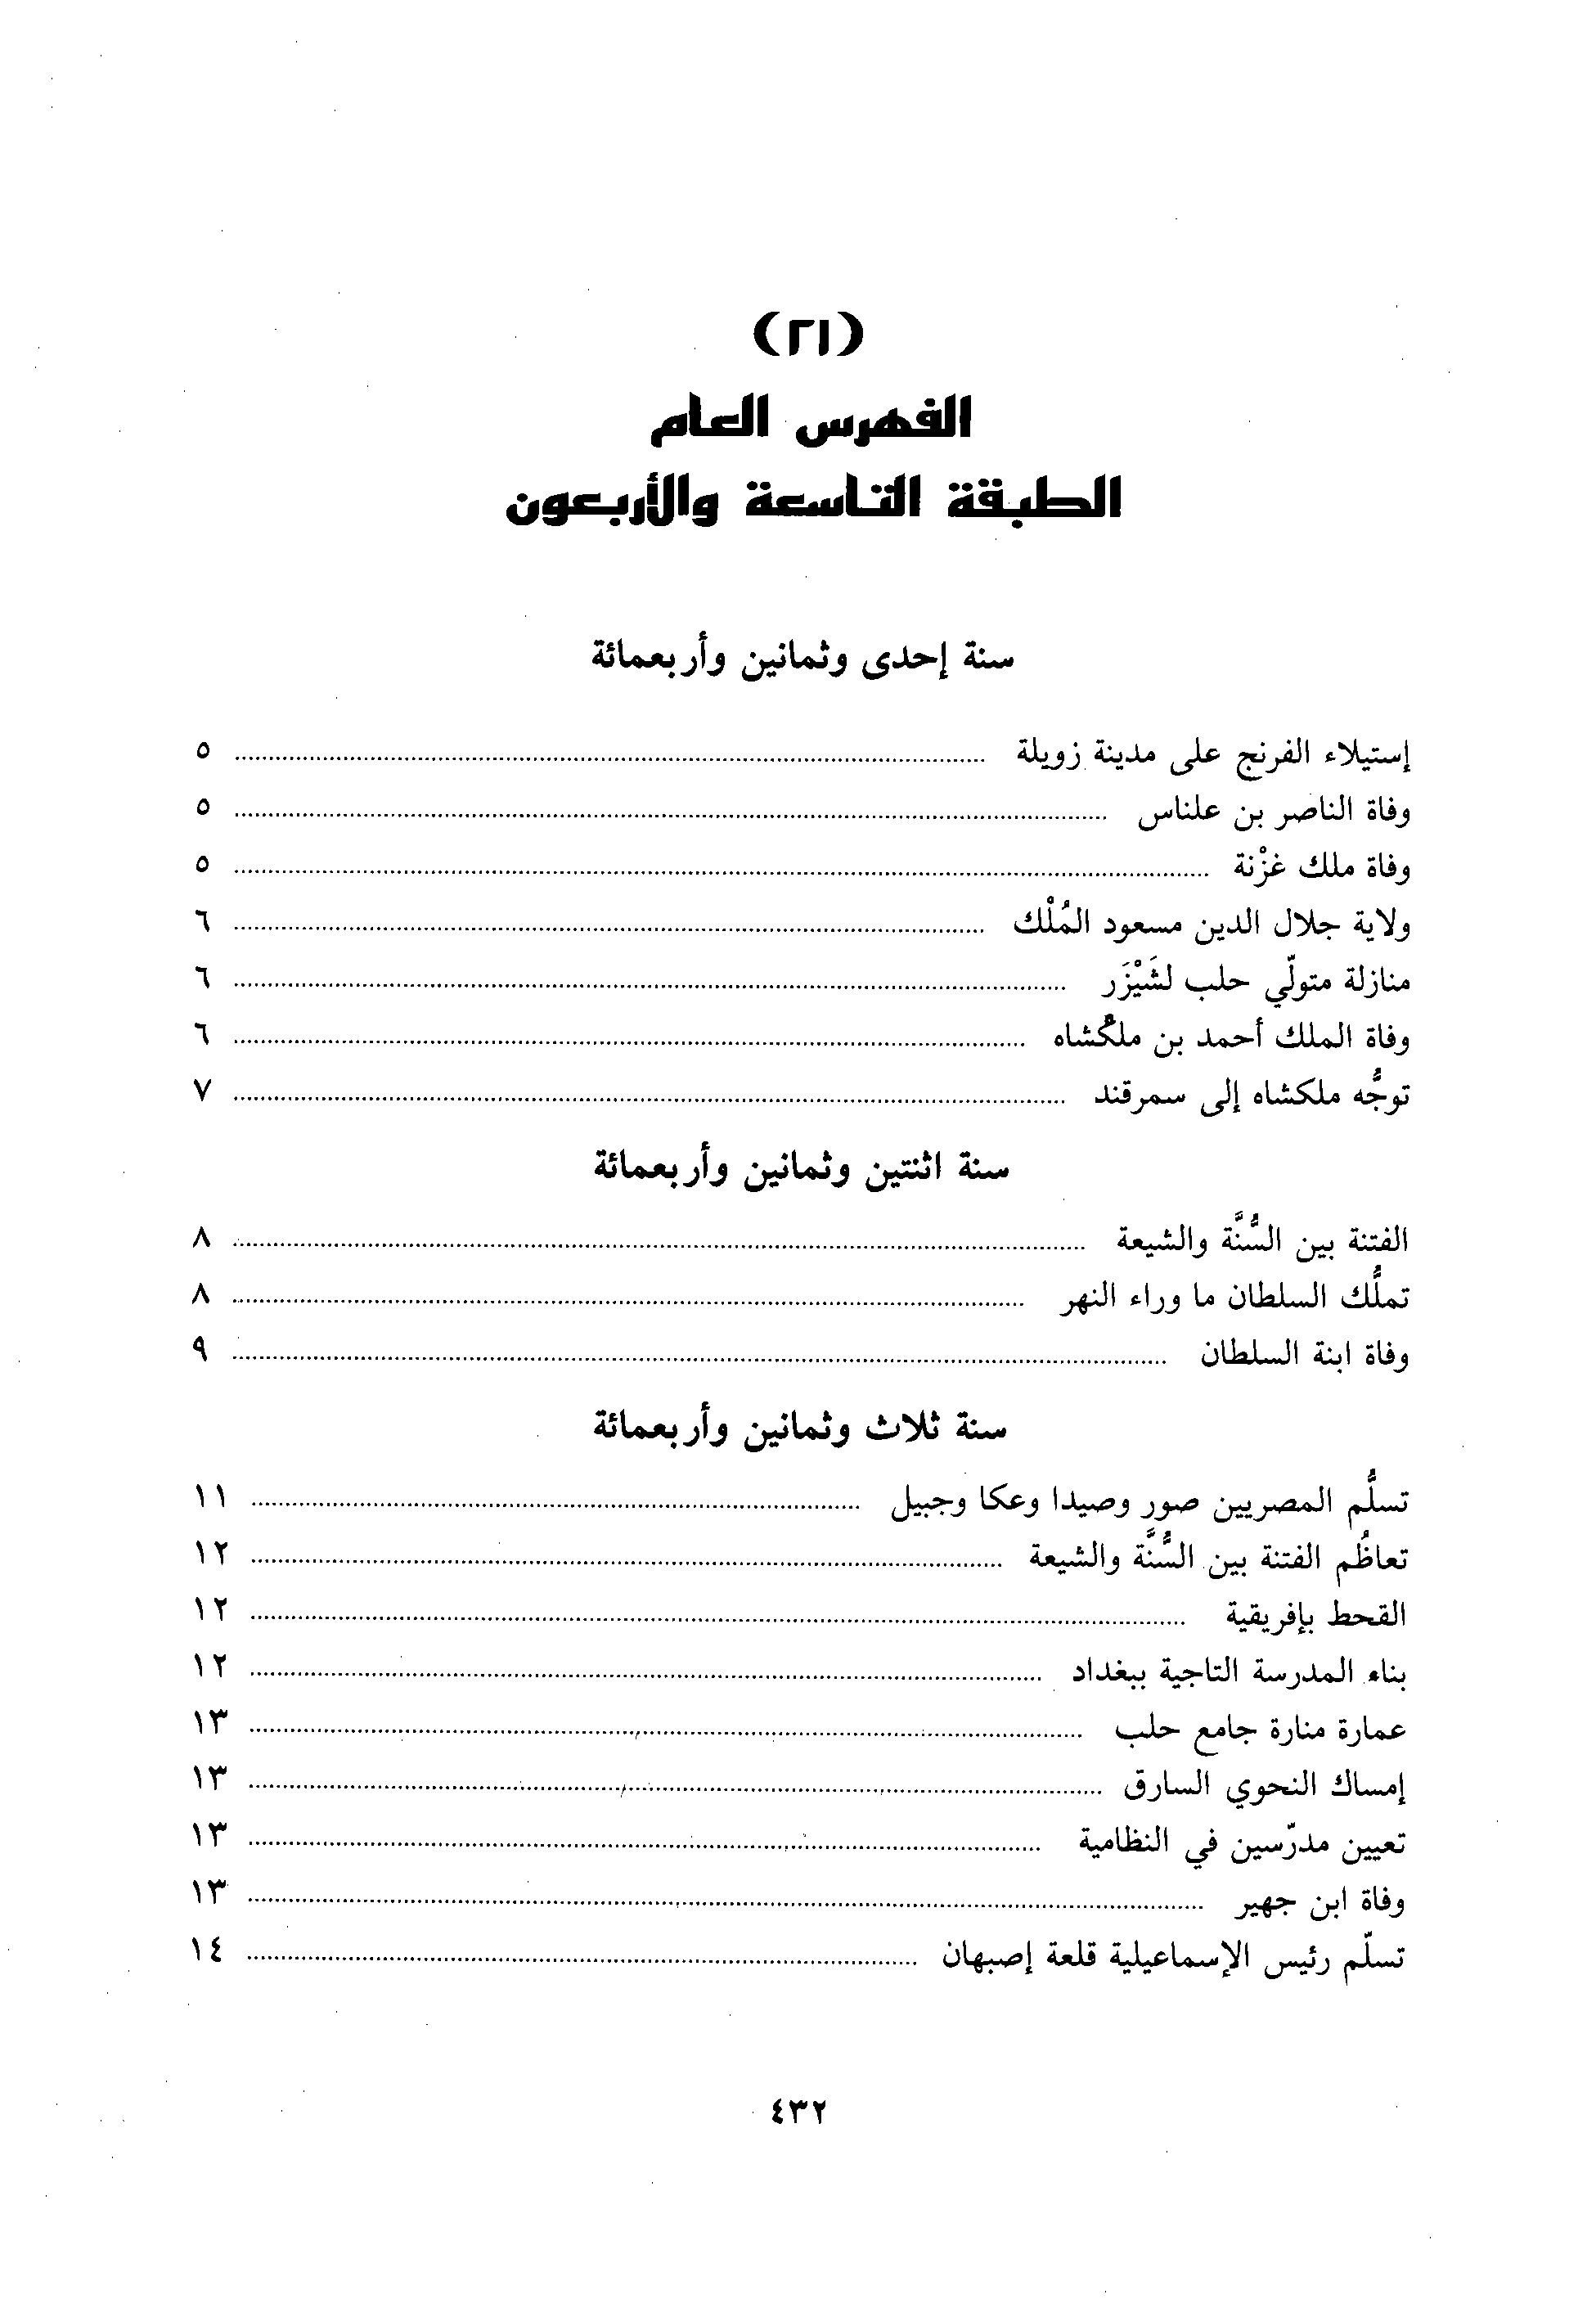 (٢١)
الفهرس العام
الطبقة التاسعة والأربعون
سنة إحدى وثمانين وأربعمائة
إستيلاء الفرنج على مدينة زويلة ................ ٥
وفاة الناصر بن علناس ................ ٥
وفاة ملك غزْنة ................ ٥
ولاية جلال الدين مسعود المُلْك ................ ٦
منازلة متولّي حلب لشَيْزَر ................ ٦
وفاة الملك أحمد بن ملكْشاه ................ ٦
توجُّه ملكشاه إلى سمرقند ................ ٧
سنة اثنتين وثمانين وأربعمائة
الفتنة بين السُّنَّة والشيعة ................ ٨
تملُّك السلطان ما وراء النهر ................ ٨
وفاة ابنة السلطان ................ ٩
سنة ثلاث وثمانين وأربعمائة
تسلُّم المصريين صور وصيدا وعكا وجبيل ................ ١١
تعاظُم الفتنة بين السُّنَّة والشيعة ................ ١٢
القحط بإفريقية ................ ١٢
بناء المدرسة التاجية ببغداد ................ ١٢
عمارة منارة جامع حلب ................ ١٣
إمساك النحوي السارق ................ ١٣
تعيين مدرّسين في النظامية ................ ١٣
وفاة ابن جهير ................ ١٣
تسلّم رئيس الإسماعيلية قلعة إصبهان ................ ١٤
٤٣٢